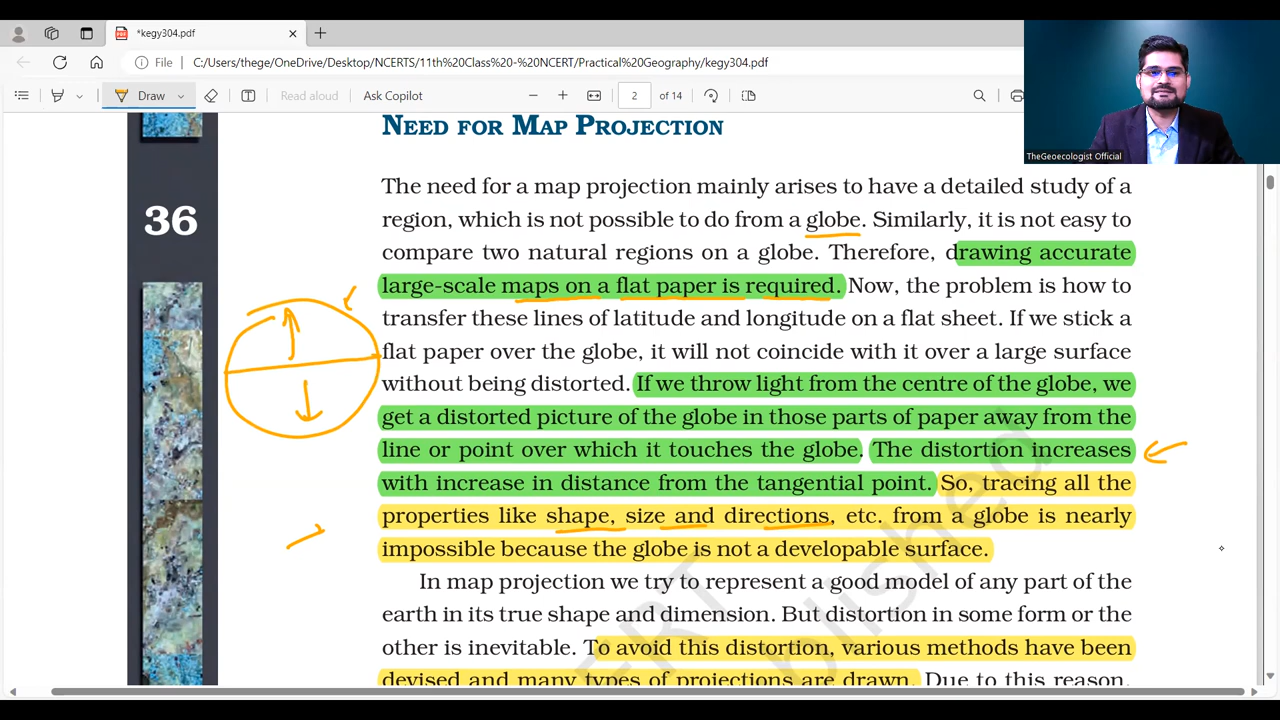 *kegy304.pdf
File C:/Users/thege/OneDrive/Desktop/NCERTS/11th%20Class%20-%20NCERT/Practical%20Geography/kegy304.pdf
Draw Read aloud Ask Copilot 2 of 14
TheGeoecologist Official
NEED FOR MAP PROJECTION
36
The need for a map projection mainly arises to have a detailed study of a
region, which is not possible to do from a globe. Similarly, it is not easy to
compare two natural regions on a globe. Therefore, drawing accurate
large-scale maps on a flat paper is required. Now, the problem is how to
transfer these lines of latitude and longitude on a flat sheet. If we stick a
flat paper over the globe, it will not coincide with it over a large surface
without being distorted. If we throw light from the centre of the globe, we
get a distorted picture of the globe in those parts of paper away from the
line or point over which it touches the globe. The distortion increases
with increase in distance from the tangential point. So, tracing all the
properties like shape, size and directions, etc. from a globe is nearly
impossible because the globe is not a developable surface.
In map projection we try to represent a good model of any part of the
earth in its true shape and dimension. But distortion in some form or the
other is inevitable. To avoid this distortion, various methods have been
devised and many types of projections are drawn. Due to this reason,